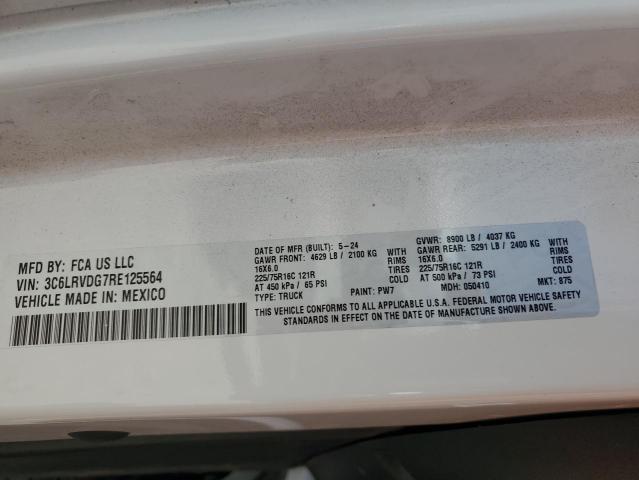 MFD BY: FCA US LLC
VIN: 3C6LRVDG7RE125564
VEHICLE MADE IN: MEXICO
DATE OF MFR (BUILT): 5-24
GAWR FRONT: 4629 LB / 2100 KG WITH
16X6.0 RIMS
225/75R16C 121R TIRES
AT 450 kPa / 65 PSI COLD
TYPE: TRUCK PAINT: PW7
GVWR: 8900 LB / 4037 KG
GAWR REAR: 5291 LB / 2400 KG WITH
16X6.0 RIMS
225/75R16C 121R TIRES
AT 500 kPa / 73 PSI COLD
MDH: 050410 MKT: 875
THIS VEHICLE CONFORMS TO ALL APPLICABLE U.S.A. FEDERAL MOTOR VEHICLE SAFETY
STANDARDS IN EFFECT ON THE DATE OF MANUFACTURE SHOWN ABOVE.